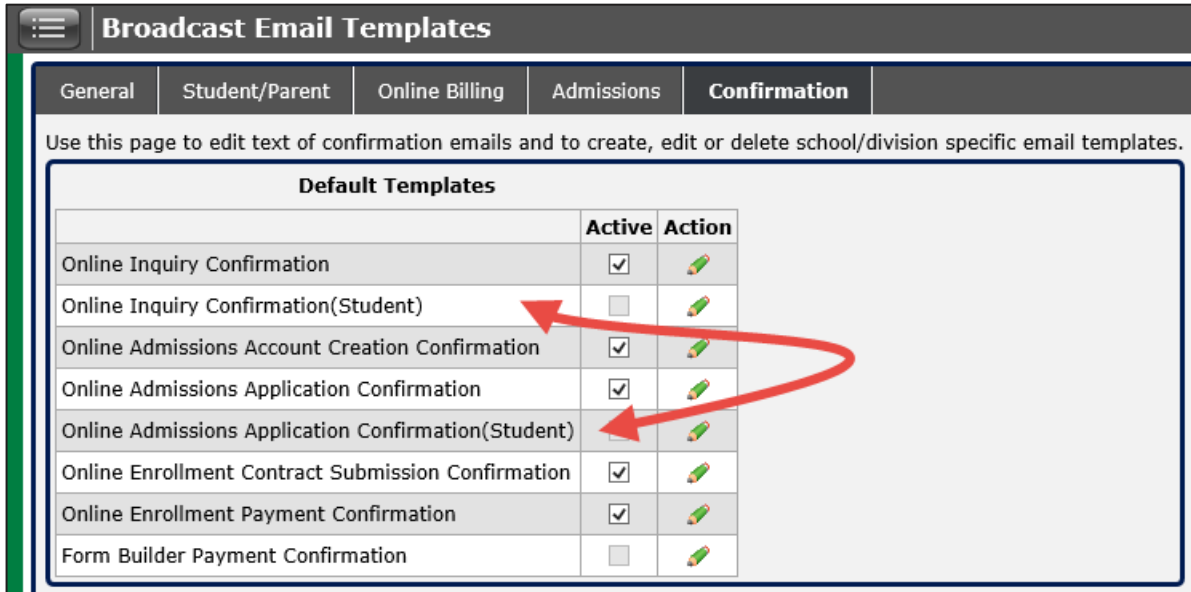 Broadcast Email Templates
General Student/Parent Online Billing Admissions Confirmation
Use this page to edit text of confirmation emails and to create, edit or delete school/division specific email templates.
Default Templates
Active Action
Online Inquiry Confirmation
Online Inquiry Confirmation(Student)
Online Admissions Account Creation Confirmation
Online Admissions Application Confirmation
Online Admissions Application Confirmation(Student)
Online Enrollment Contract Submission Confirmation
Online Enrollment Payment Confirmation
Form Builder Payment Confirmation